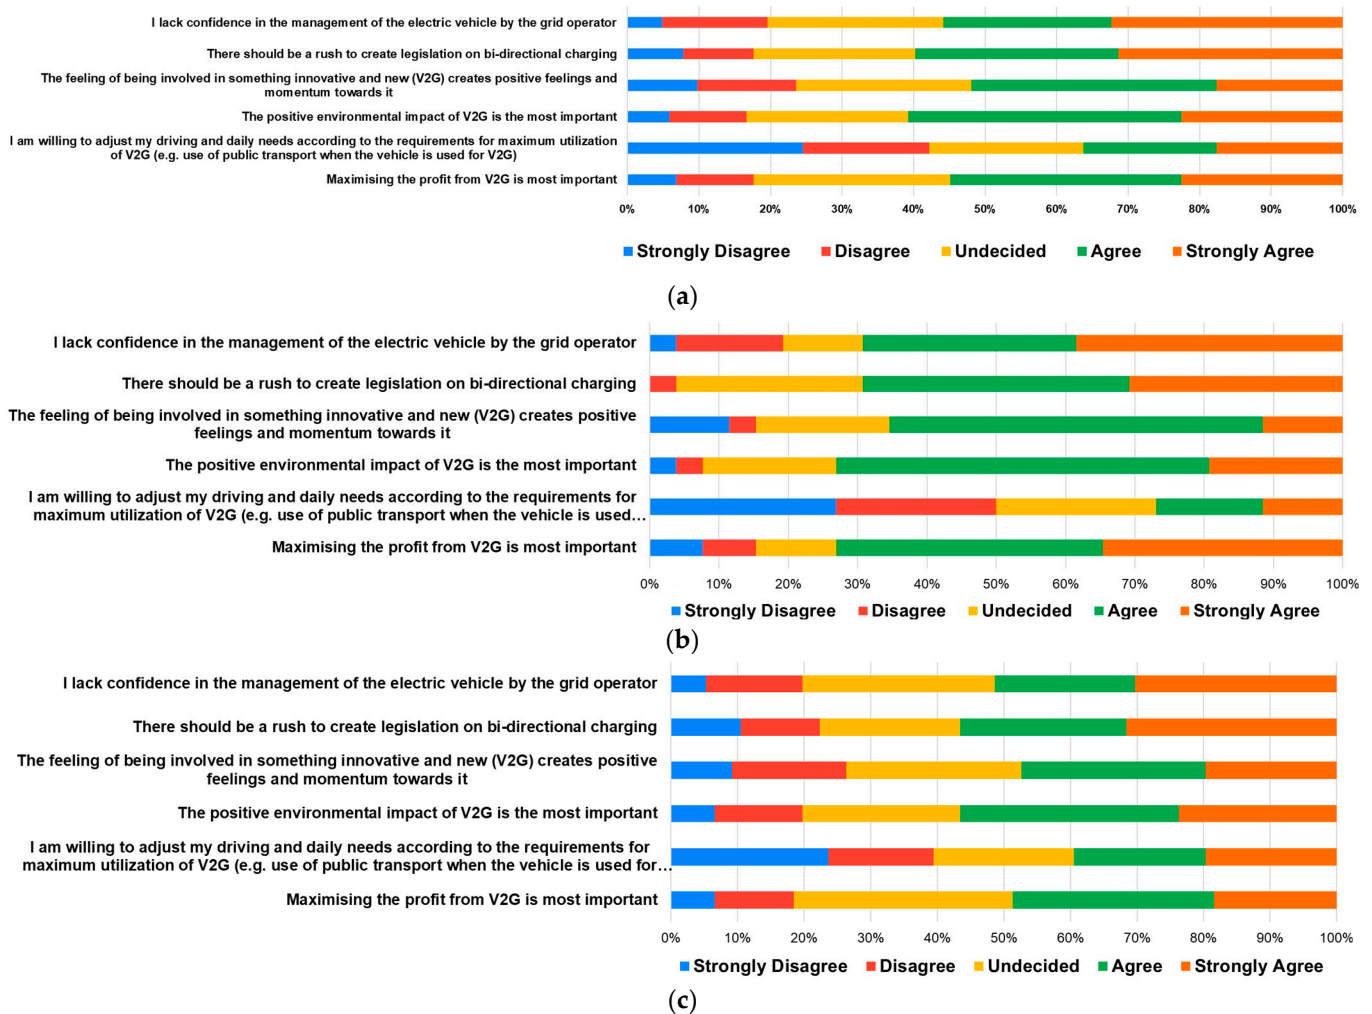 I lack confidence in the management of the electric vehicle by the grid operator
There should be a rush to create legislation on bi-directional charging
The feeling of being involved in something innovative and new (V2G) creates positive feelings and
momentum towards it
The positive environmental impact of V2G is the most important
I am willing to adjust my driving and daily needs according to the requirements for maximum utilization
of V2G (e.g. use of public transport when the vehicle is used for V2G)
Maximising the profit from V2G is most important
0% 10% 20% 30% 40% 50% 60% 70% 80% 90% 100%
Strongly Disagree Disagree Undecided Agree Strongly Agree
(a)
I lack confidence in the management of the electric vehicle by the grid operator
There should be a rush to create legislation on bi-directional charging
The feeling of being involved in something innovative and new (V2G) creates positive
feelings and momentum towards it
The positive environmental impact of V2G is the most important
I am willing to adjust my driving and daily needs according to the requirements for
maximum utilization of V2G (e.g. use of public transport when the vehicle is used…
Maximising the profit from V2G is most important
0% 10% 20% 30% 40% 50% 60% 70% 80% 90% 100%
Strongly Disagree Disagree Undecided Agree Strongly Agree
(b)
I lack confidence in the management of the electric vehicle by the grid operator
There should be a rush to create legislation on bi-directional charging
The feeling of being involved in something innovative and new (V2G) creates positive
feelings and momentum towards it
The positive environmental impact of V2G is the most important
I am willing to adjust my driving and daily needs according to the requirements for
maximum utilization of V2G (e.g. use of public transport when the vehicle is used for…
Maximising the profit from V2G is most important
0% 10% 20% 30% 40% 50% 60% 70% 80% 90% 100%
Strongly Disagree Disagree Undecided Agree Strongly Agree
(c)